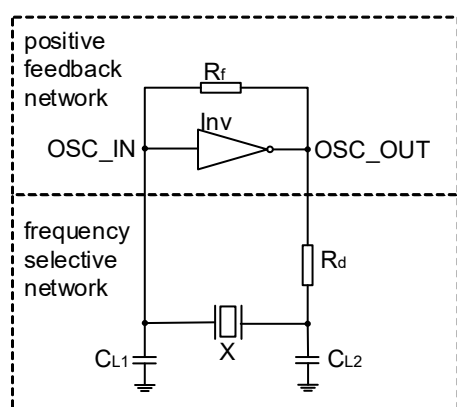 positive
feedback
network
Rf
Inv
OSC_IN
OSC_OUT
frequency
selective
network
Rd
X
CL1
CL2